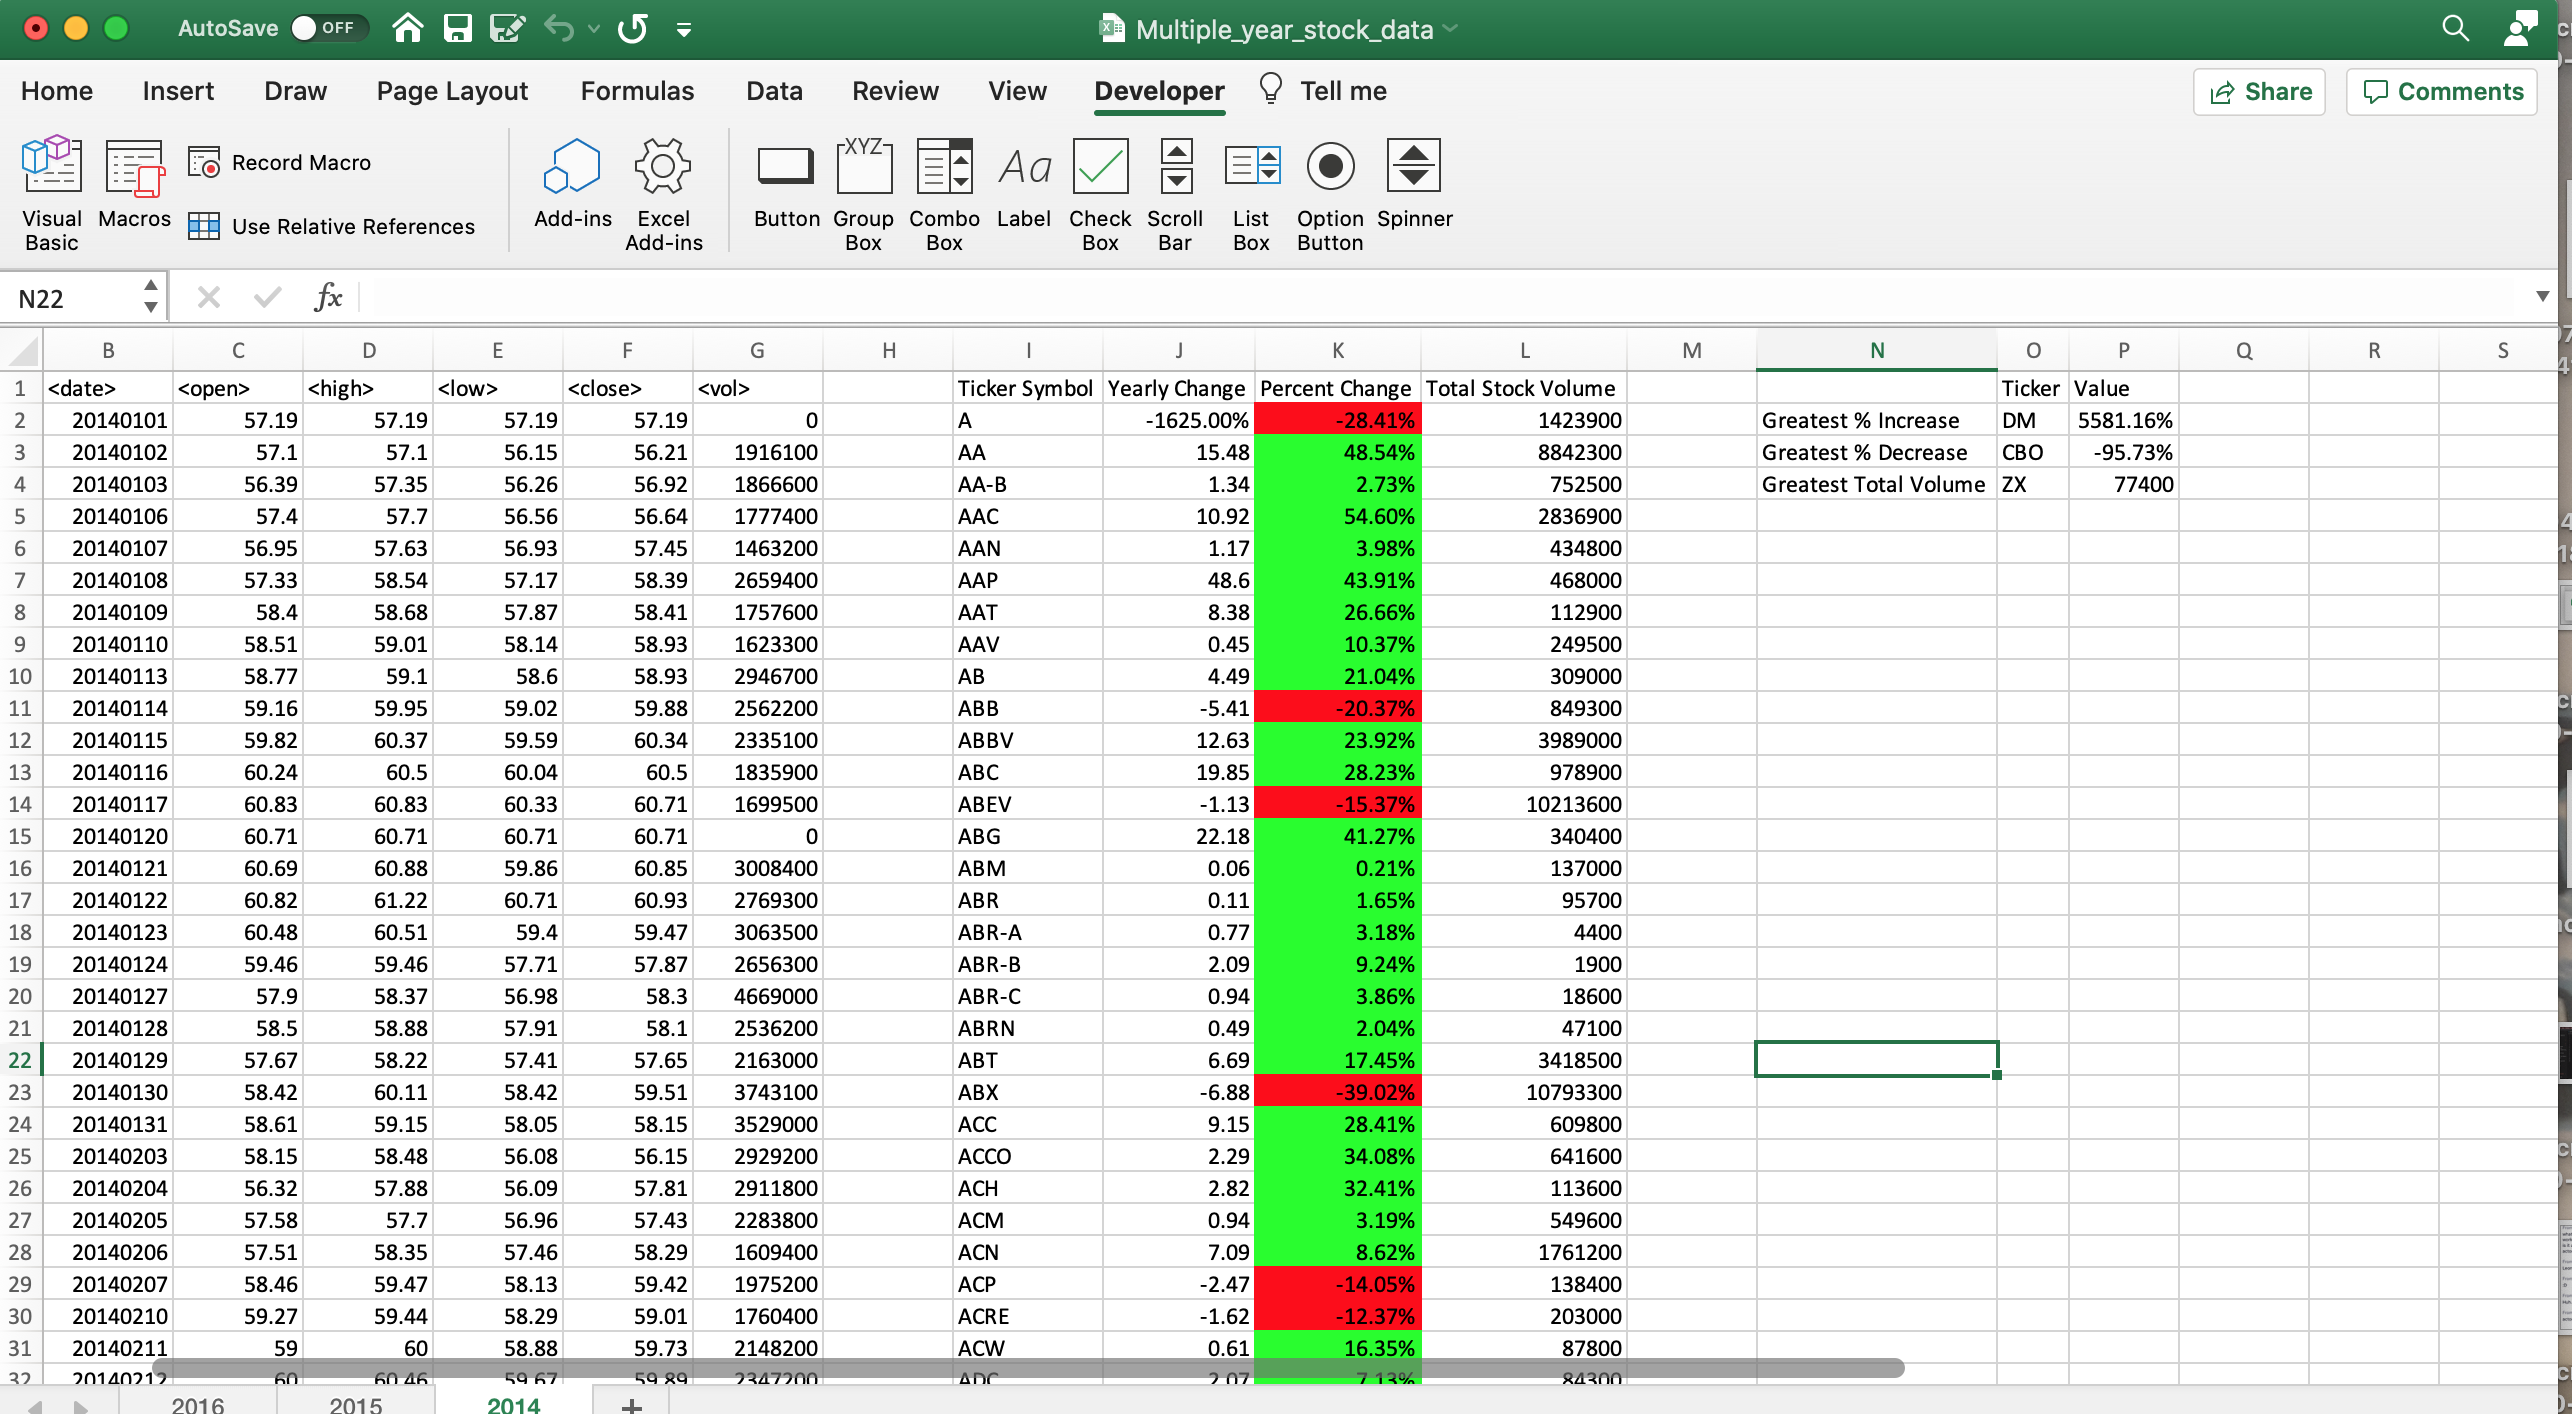 AutoSave OFF Multiple_year_stock_data
Home Insert Draw Page Layout Formulas Data Review View Developer Tell me Share Comments
Visual Basic Macros Record Macro Use Relative References Add-ins Excel Add-ins Button XYZ Group Box Combo Box Aa Label Check Box Scroll Bar List Box Option Button Spinner
N22 fx
B C D E F G H I J K L M N O P Q R S
1 <date> <open> <high> <low> <close> <vol> Ticker Symbol Yearly Change Percent Change Total Stock Volume Ticker Value
2 20140101 57.19 57.19 57.19 57.19 0 A -1625.00% -28.41% 1423900 Greatest % Increase DM 5581.16%
3 20140102 57.1 57.1 56.15 56.21 1916100 AA 15.48 48.54% 8842300 Greatest % Decrease CBO -95.73%
4 20140103 56.39 57.35 56.26 56.92 1866600 AA-B 1.34 2.73% 752500 Greatest Total Volume ZX 77400
5 20140106 57.4 57.7 56.56 56.64 1777400 AAC 10.92 54.60% 2836900
6 20140107 56.95 57.63 56.93 57.45 1463200 AAN 1.17 3.98% 434800
7 20140108 57.33 58.54 57.17 58.39 2659400 AAP 48.6 43.91% 468000
8 20140109 58.4 58.68 57.87 58.41 1757600 AAT 8.38 26.66% 112900
9 20140110 58.51 59.01 58.14 58.93 1623300 AAV 0.45 10.37% 249500
10 20140113 58.77 59.1 58.6 58.93 2946700 AB 4.49 21.04% 309000
11 20140114 59.16 59.95 59.02 59.88 2562200 ABB -5.41 -20.37% 849300
12 20140115 59.82 60.37 59.59 60.34 2335100 ABBV 12.63 23.92% 3989000
13 20140116 60.24 60.5 60.04 60.5 1835900 ABC 19.85 28.23% 978900
14 20140117 60.83 60.83 60.33 60.71 1699500 ABEV -1.13 -15.37% 10213600
15 20140120 60.71 60.71 60.71 60.71 0 ABG 22.18 41.27% 340400
16 20140121 60.69 60.88 59.86 60.85 3008400 ABM 0.06 0.21% 137000
17 20140122 60.82 61.22 60.71 60.93 2769300 ABR 0.11 1.65% 95700
18 20140123 60.48 60.51 59.4 59.47 3063500 ABR-A 0.77 3.18% 4400
19 20140124 59.46 59.46 57.71 57.87 2656300 ABR-B 2.09 9.24% 1900
20 20140127 57.9 58.37 56.98 58.3 4669000 ABR-C 0.94 3.86% 18600
21 20140128 58.5 58.88 57.91 58.1 2536200 ABRN 0.49 2.04% 47100
22 20140129 57.67 58.22 57.41 57.65 2163000 ABT 6.69 17.45% 3418500
23 20140130 58.42 60.11 58.42 59.51 3743100 ABX -6.88 -39.02% 10793300
24 20140131 58.61 59.15 58.05 58.15 3529000 ACC 9.15 28.41% 609800
25 20140203 58.15 58.48 56.08 56.15 2929200 ACCO 2.29 34.08% 641600
26 20140204 56.32 57.88 56.09 57.81 2911800 ACH 2.82 32.41% 113600
27 20140205 57.58 57.7 56.96 57.43 2283800 ACM 0.94 3.19% 549600
28 20140206 57.51 58.35 57.46 58.29 1609400 ACN 7.09 8.62% 1761200
29 20140207 58.46 59.47 58.13 59.42 1975200 ACP -2.47 -14.05% 138400
30 20140210 59.27 59.44 58.29 59.01 1760400 ACRE -1.62 -12.37% 203000
31 20140211 59 60 58.88 59.73 2148200 ACW 0.61 16.35% 87800
32 20140212 60 60.46 59.67 59.89 2347200 ADC 2.07 7.13% 84300
2016 2015 2014 +